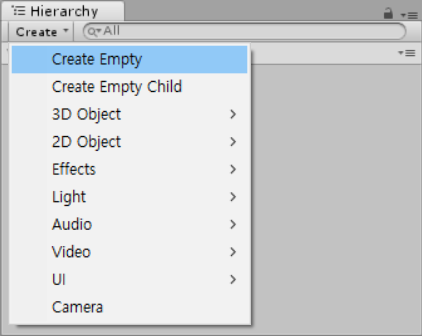 Hierarchy
Create All
Create Empty
Create Empty Child
3D Object
2D Object
Effects
Light
Audio
Video
UI
Camera